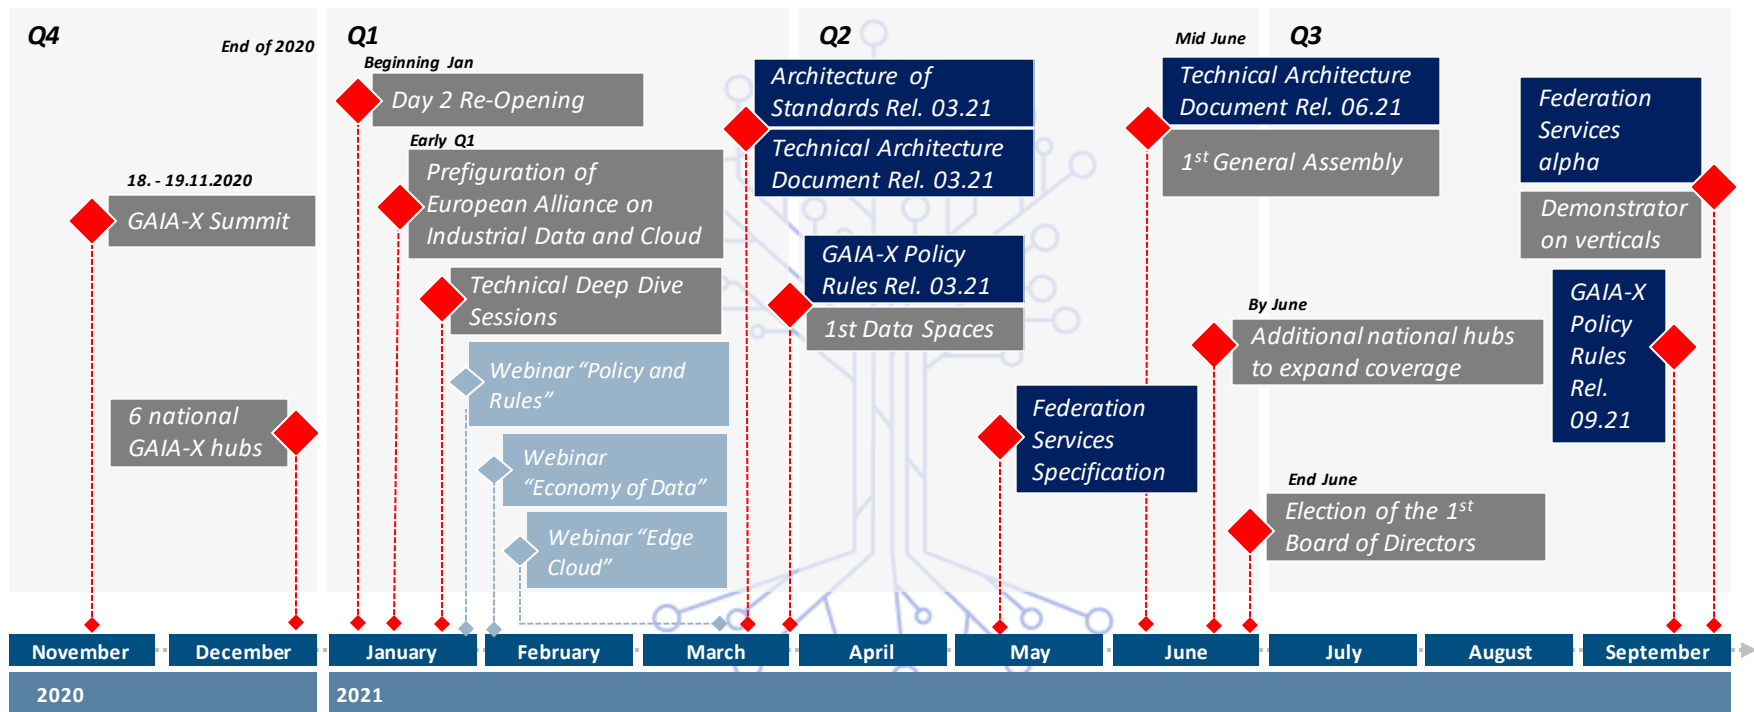 Q4
End of 2020
18. - 19.11.2020
GAIA-X Summit
6 national
GAIA-X hubs
Q1
Beginning Jan
Day 2 Re-Opening
Early Q1
Prefiguration of
European Alliance on
Industrial Data and Cloud
Technical Deep Dive
Sessions
Webinar “Policy and
Rules”
Webinar
“Economy of Data”
Webinar “Edge
Cloud”
Q2
Architecture of
Standards Rel. 03.21
Technical Architecture
Document Rel. 03.21
GAIA-X Policy
Rules Rel. 03.21
1st Data Spaces
Federation
Services
Specification
Mid June
Technical Architecture
Document Rel. 06.21
1st General Assembly
Q3
By June
Additional national hubs
to expand coverage
End June
Election of the 1st
Board of Directors
Federation
Services
alpha
Demonstrator
on verticals
GAIA-X
Policy
Rules
Rel.
09.21
November December January February March April May June July August September
2020 2021